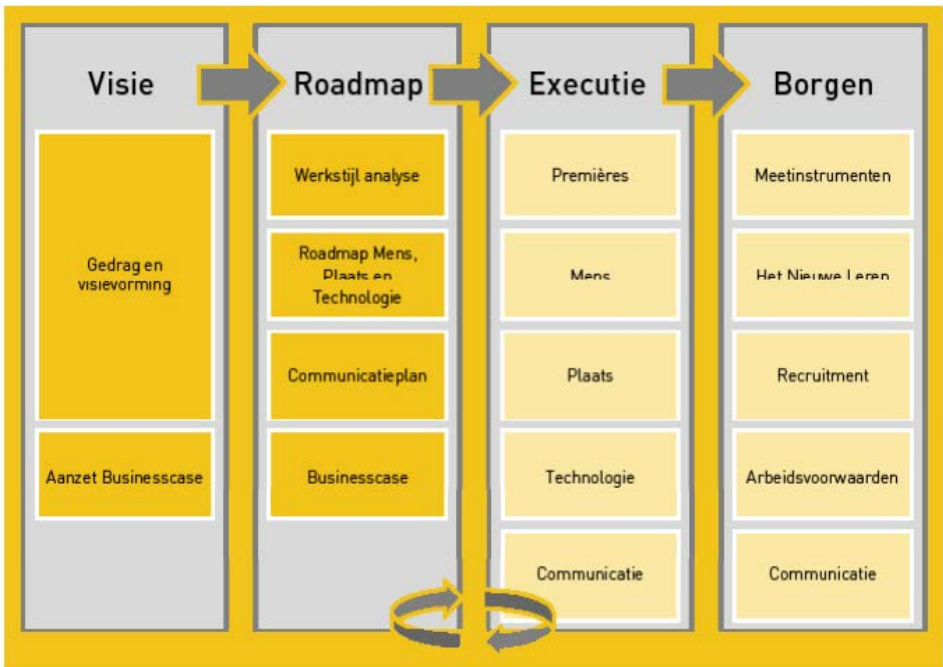 Visie
Gedrag en
visievorming
Aanzet Businesscase
Roadmap
Werkstijl analyse
Roadmap Mens,
Plaats en
Technologie
Communicatieplan
Businesscase
Executie
Premières
Mens
Plaats
Technologie
Communicatie
Borgen
Meetinstrumenten
Het Nieuwe Leren
Recruitment
Arbeidsvoorwaarden
Communicatie